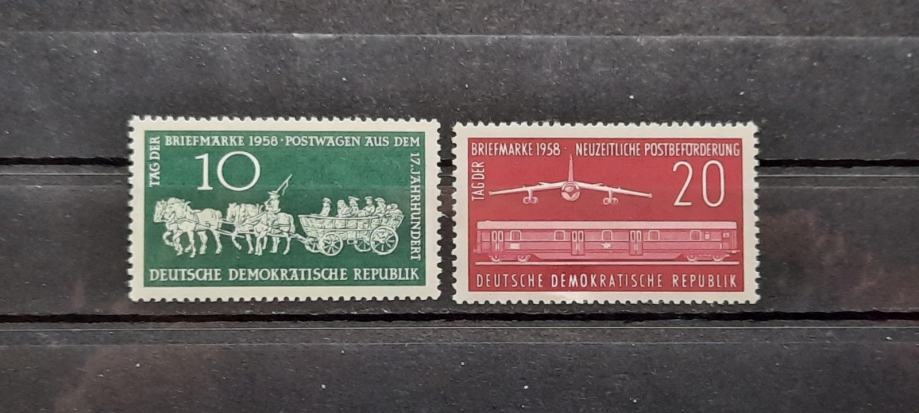 TAG DER
BRIEFMARKE 1958 · POSTWAGEN AUS DEM
17. JAHRHUNDERT
10
DEUTSCHE DEMOKRATISCHE REPUBLIK
TAG DER
BRIEFMARKE 1958 · NEUZEITLICHE POSTBEFÖRDERUNG
20
DEUTSCHE DEMOKRATISCHE REPUBLIK